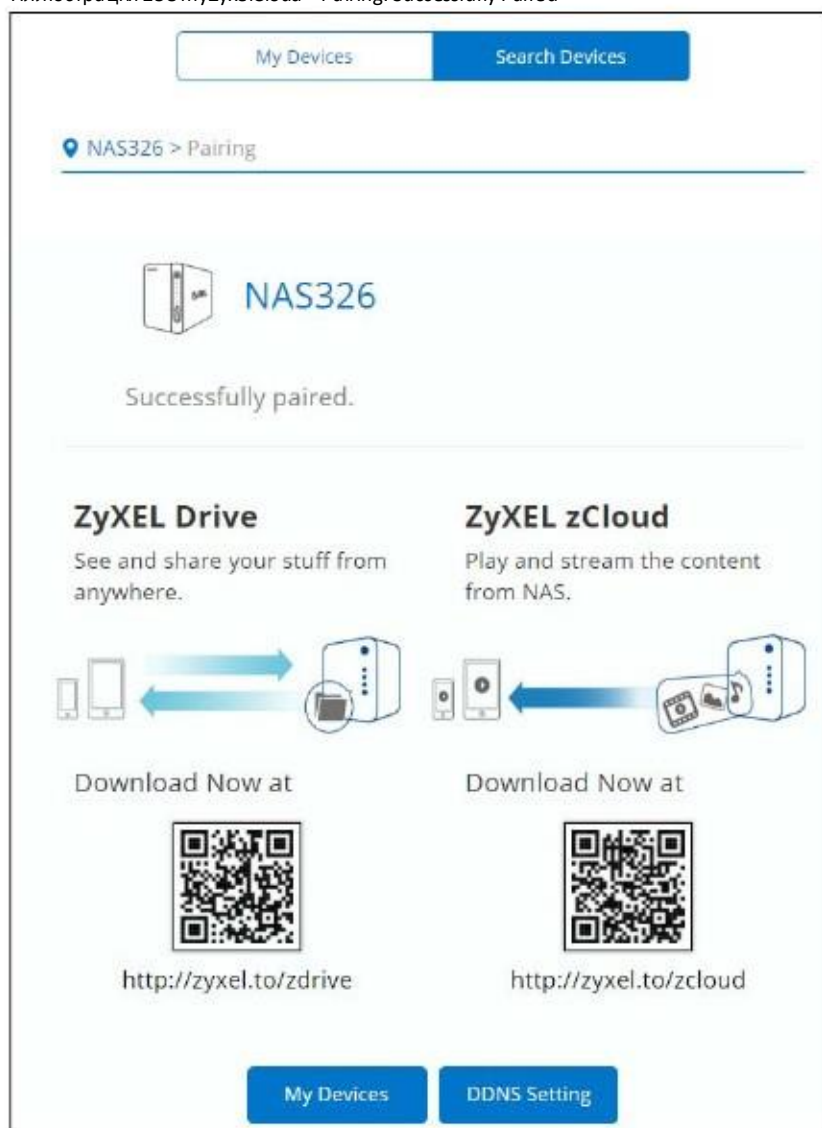 My Devices Search Devices
NAS326 > Pairing
NAS326
Successfully paired.
ZyXEL Drive
See and share your stuff from
anywhere.
Download Now at
http://zyxel.to/zdrive
ZyXEL zCloud
Play and stream the content
from NAS.
Download Now at
http://zyxel.to/zcloud
My Devices DDNS Setting